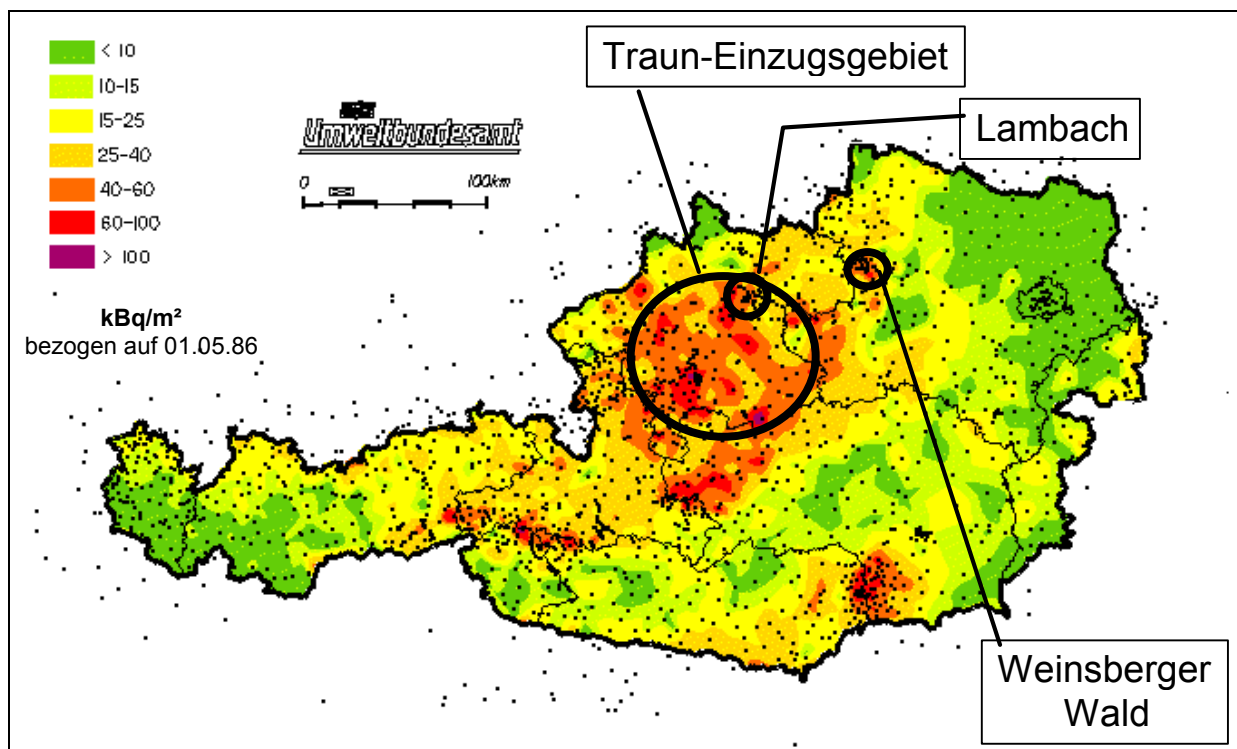 < 10
10-15
15-25
25-40
40-60
60-100
> 100
kBq/m²
bezogen auf 01.05.86
Umweltbundesamt
0 100km
Traun-Einzugsgebiet
Lambach
Weinsberger
Wald